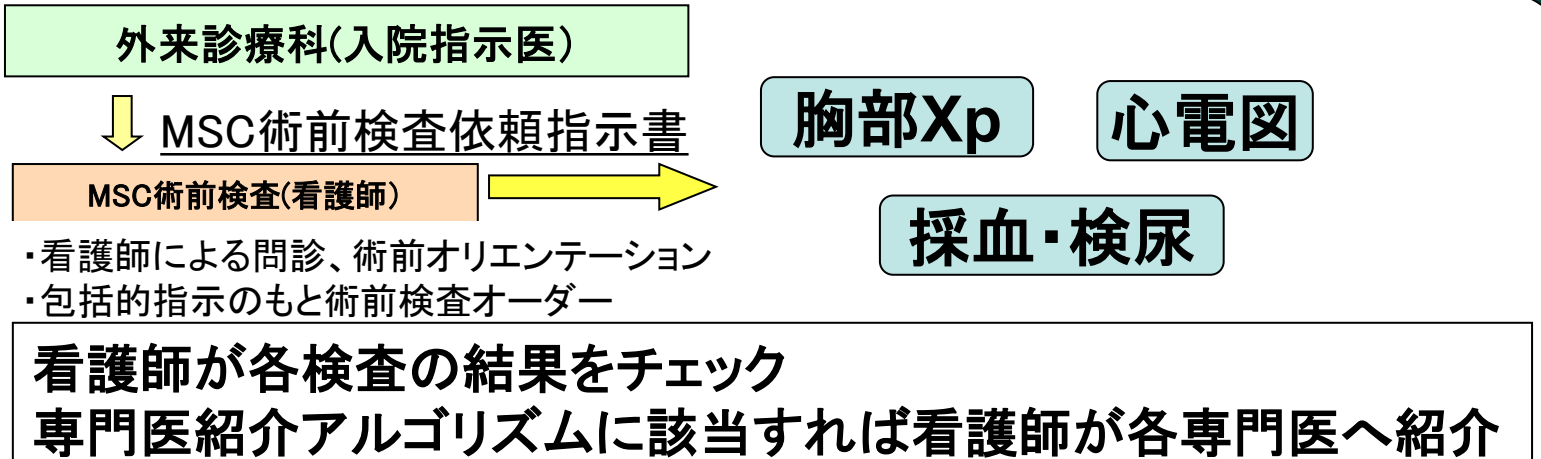 外来診療科(入院指示医)
MSC術前検査依頼指示書
胸部Xp
心電図
MSC術前検査(看護師)
採血・検尿
・看護師による問診、術前オリエンテーション
・包括的指示のもと術前検査オーダー
看護師が各検査の結果をチェック
専門医紹介アルゴリズムに該当すれば看護師が各専門医へ紹介